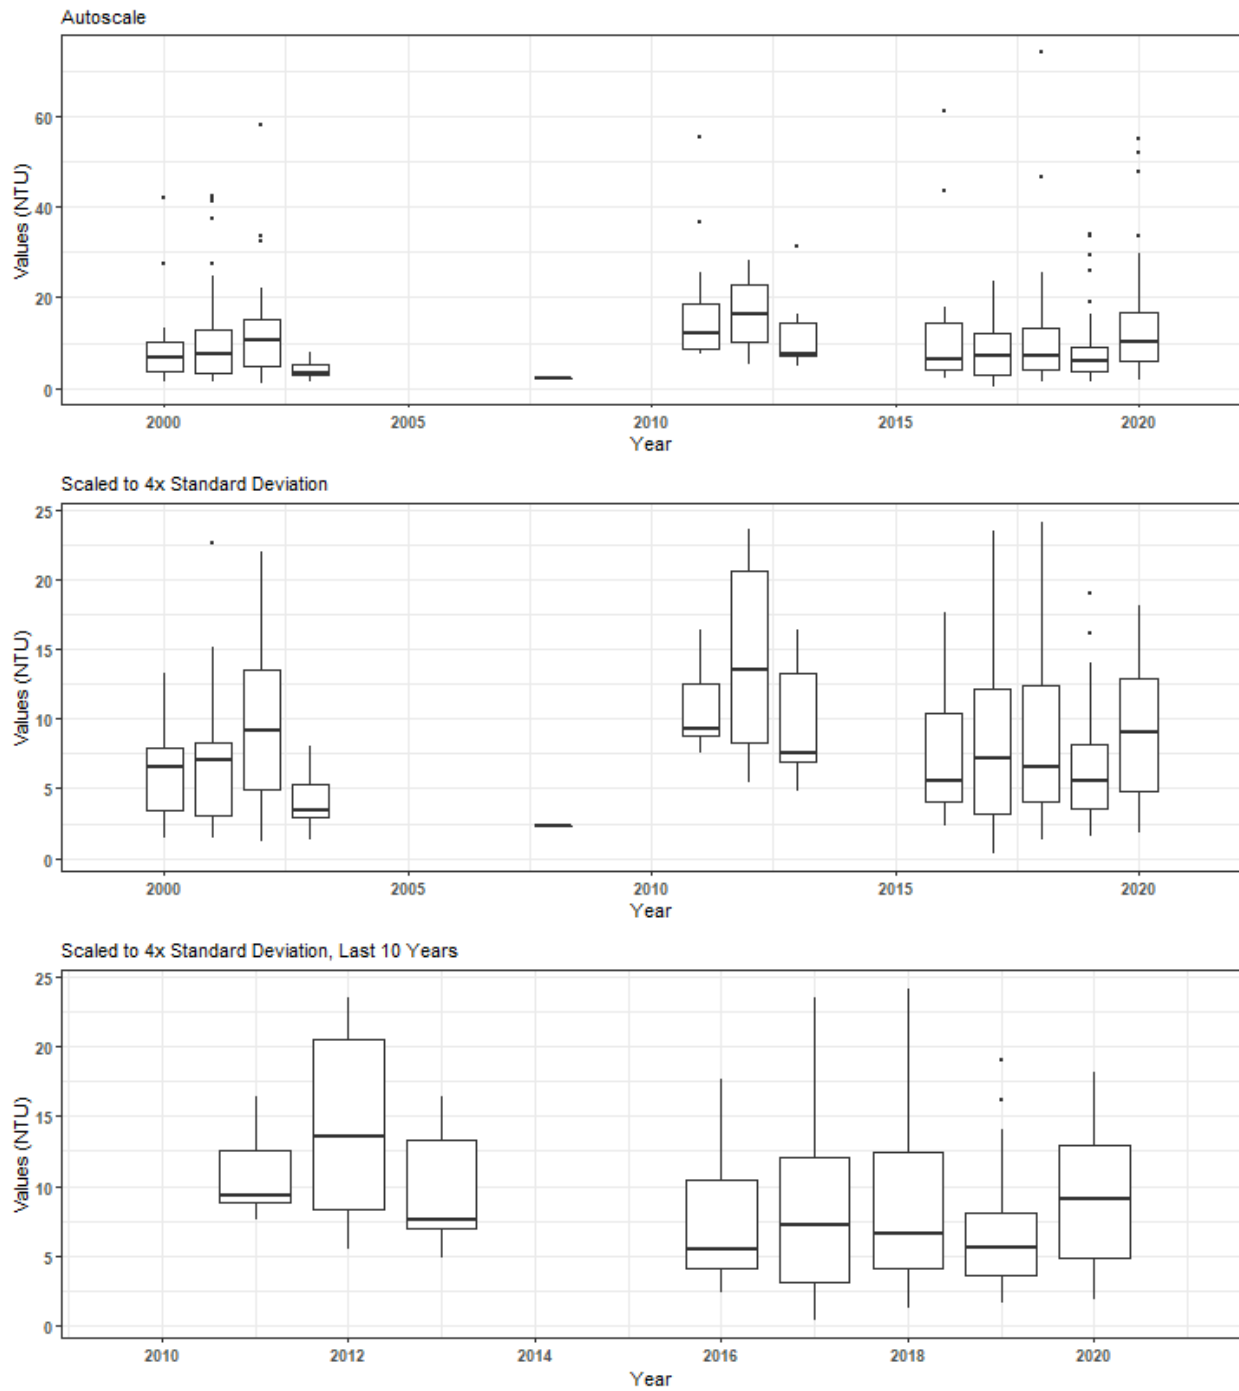 Autoscale
Values (NTU)
60
40
20
0
2000 2005 2010 2015 2020
Year
Scaled to 4x Standard Deviation
Values (NTU)
25
20
15
10
5
0
2000 2005 2010 2015 2020
Year
Scaled to 4x Standard Deviation, Last 10 Years
Values (NTU)
25
20
15
10
5
0
2010 2012 2014 2016 2018 2020
Year